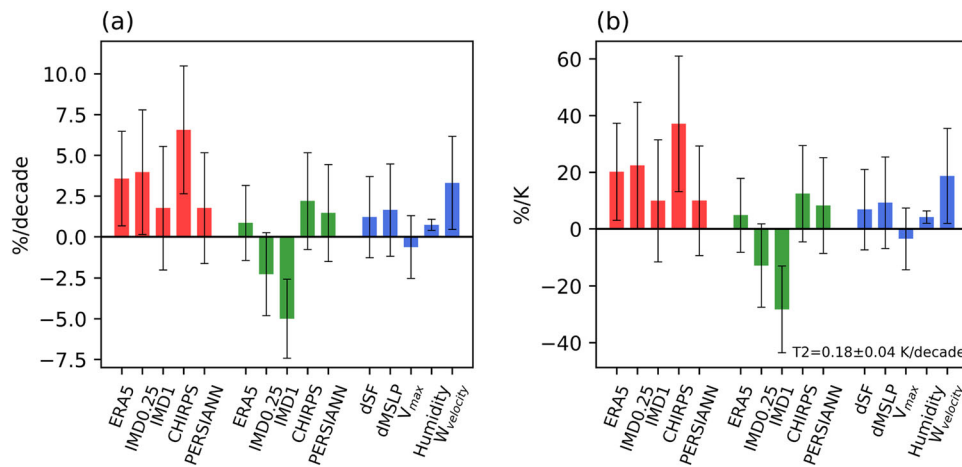 (a)
%/decade
10.0
7.5
5.0
2.5
0.0
−2.5
−5.0
−7.5
ERA5
IMD0.25
IMD1
CHIRPS
PERSIANN
ERA5
IMD0.25
IMD1
CHIRPS
PERSIANN
dSF
dMSLP
Vmax
Humidity
Wvelocity
(b)
%/K
60
40
20
0
−20
−40
T2=0.18±0.04 K/decade
ERA5
IMD0.25
IMD1
CHIRPS
PERSIANN
ERA5
IMD0.25
IMD1
CHIRPS
PERSIANN
dSF
dMSLP
Vmax
Humidity
Wvelocity